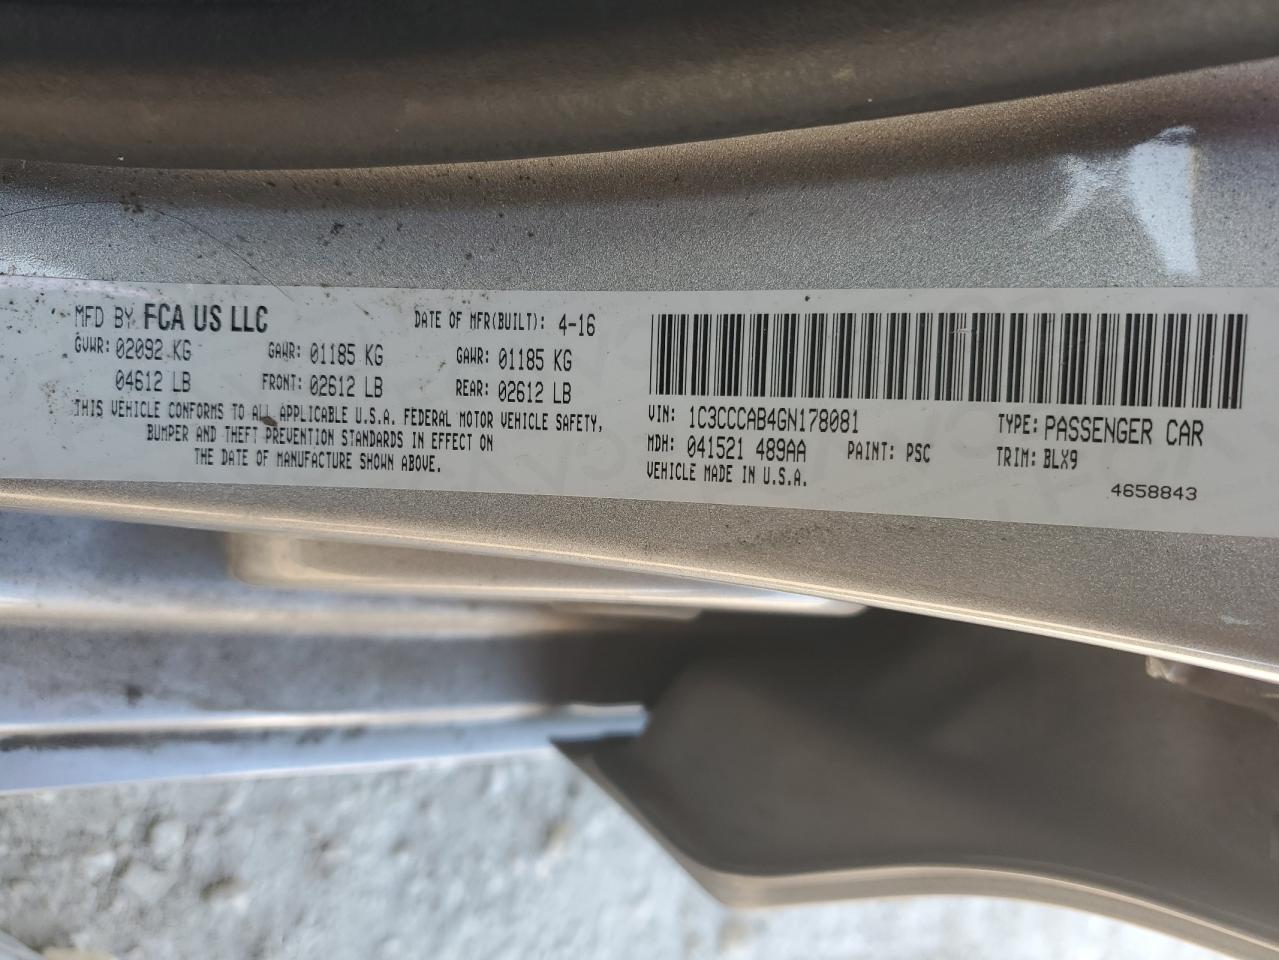 MFD BY FCA US LLC
DATE OF MFR(BUILT): 4-16
GVWR: 02092 KG
GAWR: 01185 KG
GAWR: 01185 KG
04612 LB
FRONT: 02612 LB
REAR: 02612 LB
THIS VEHICLE CONFORMS TO ALL APPLICABLE U.S.A. FEDERAL MOTOR VEHICLE SAFETY,
BUMPER AND THEFT PREVENTION STANDARDS IN EFFECT ON
THE DATE OF MANUFACTURE SHOWN ABOVE.
VIN: 1C3CCCAB4GN178081
TYPE: PASSENGER CAR
MDH: 041521 489AA
PAINT: PSC
TRIM: BLX9
VEHICLE MADE IN U.S.A.
4658843